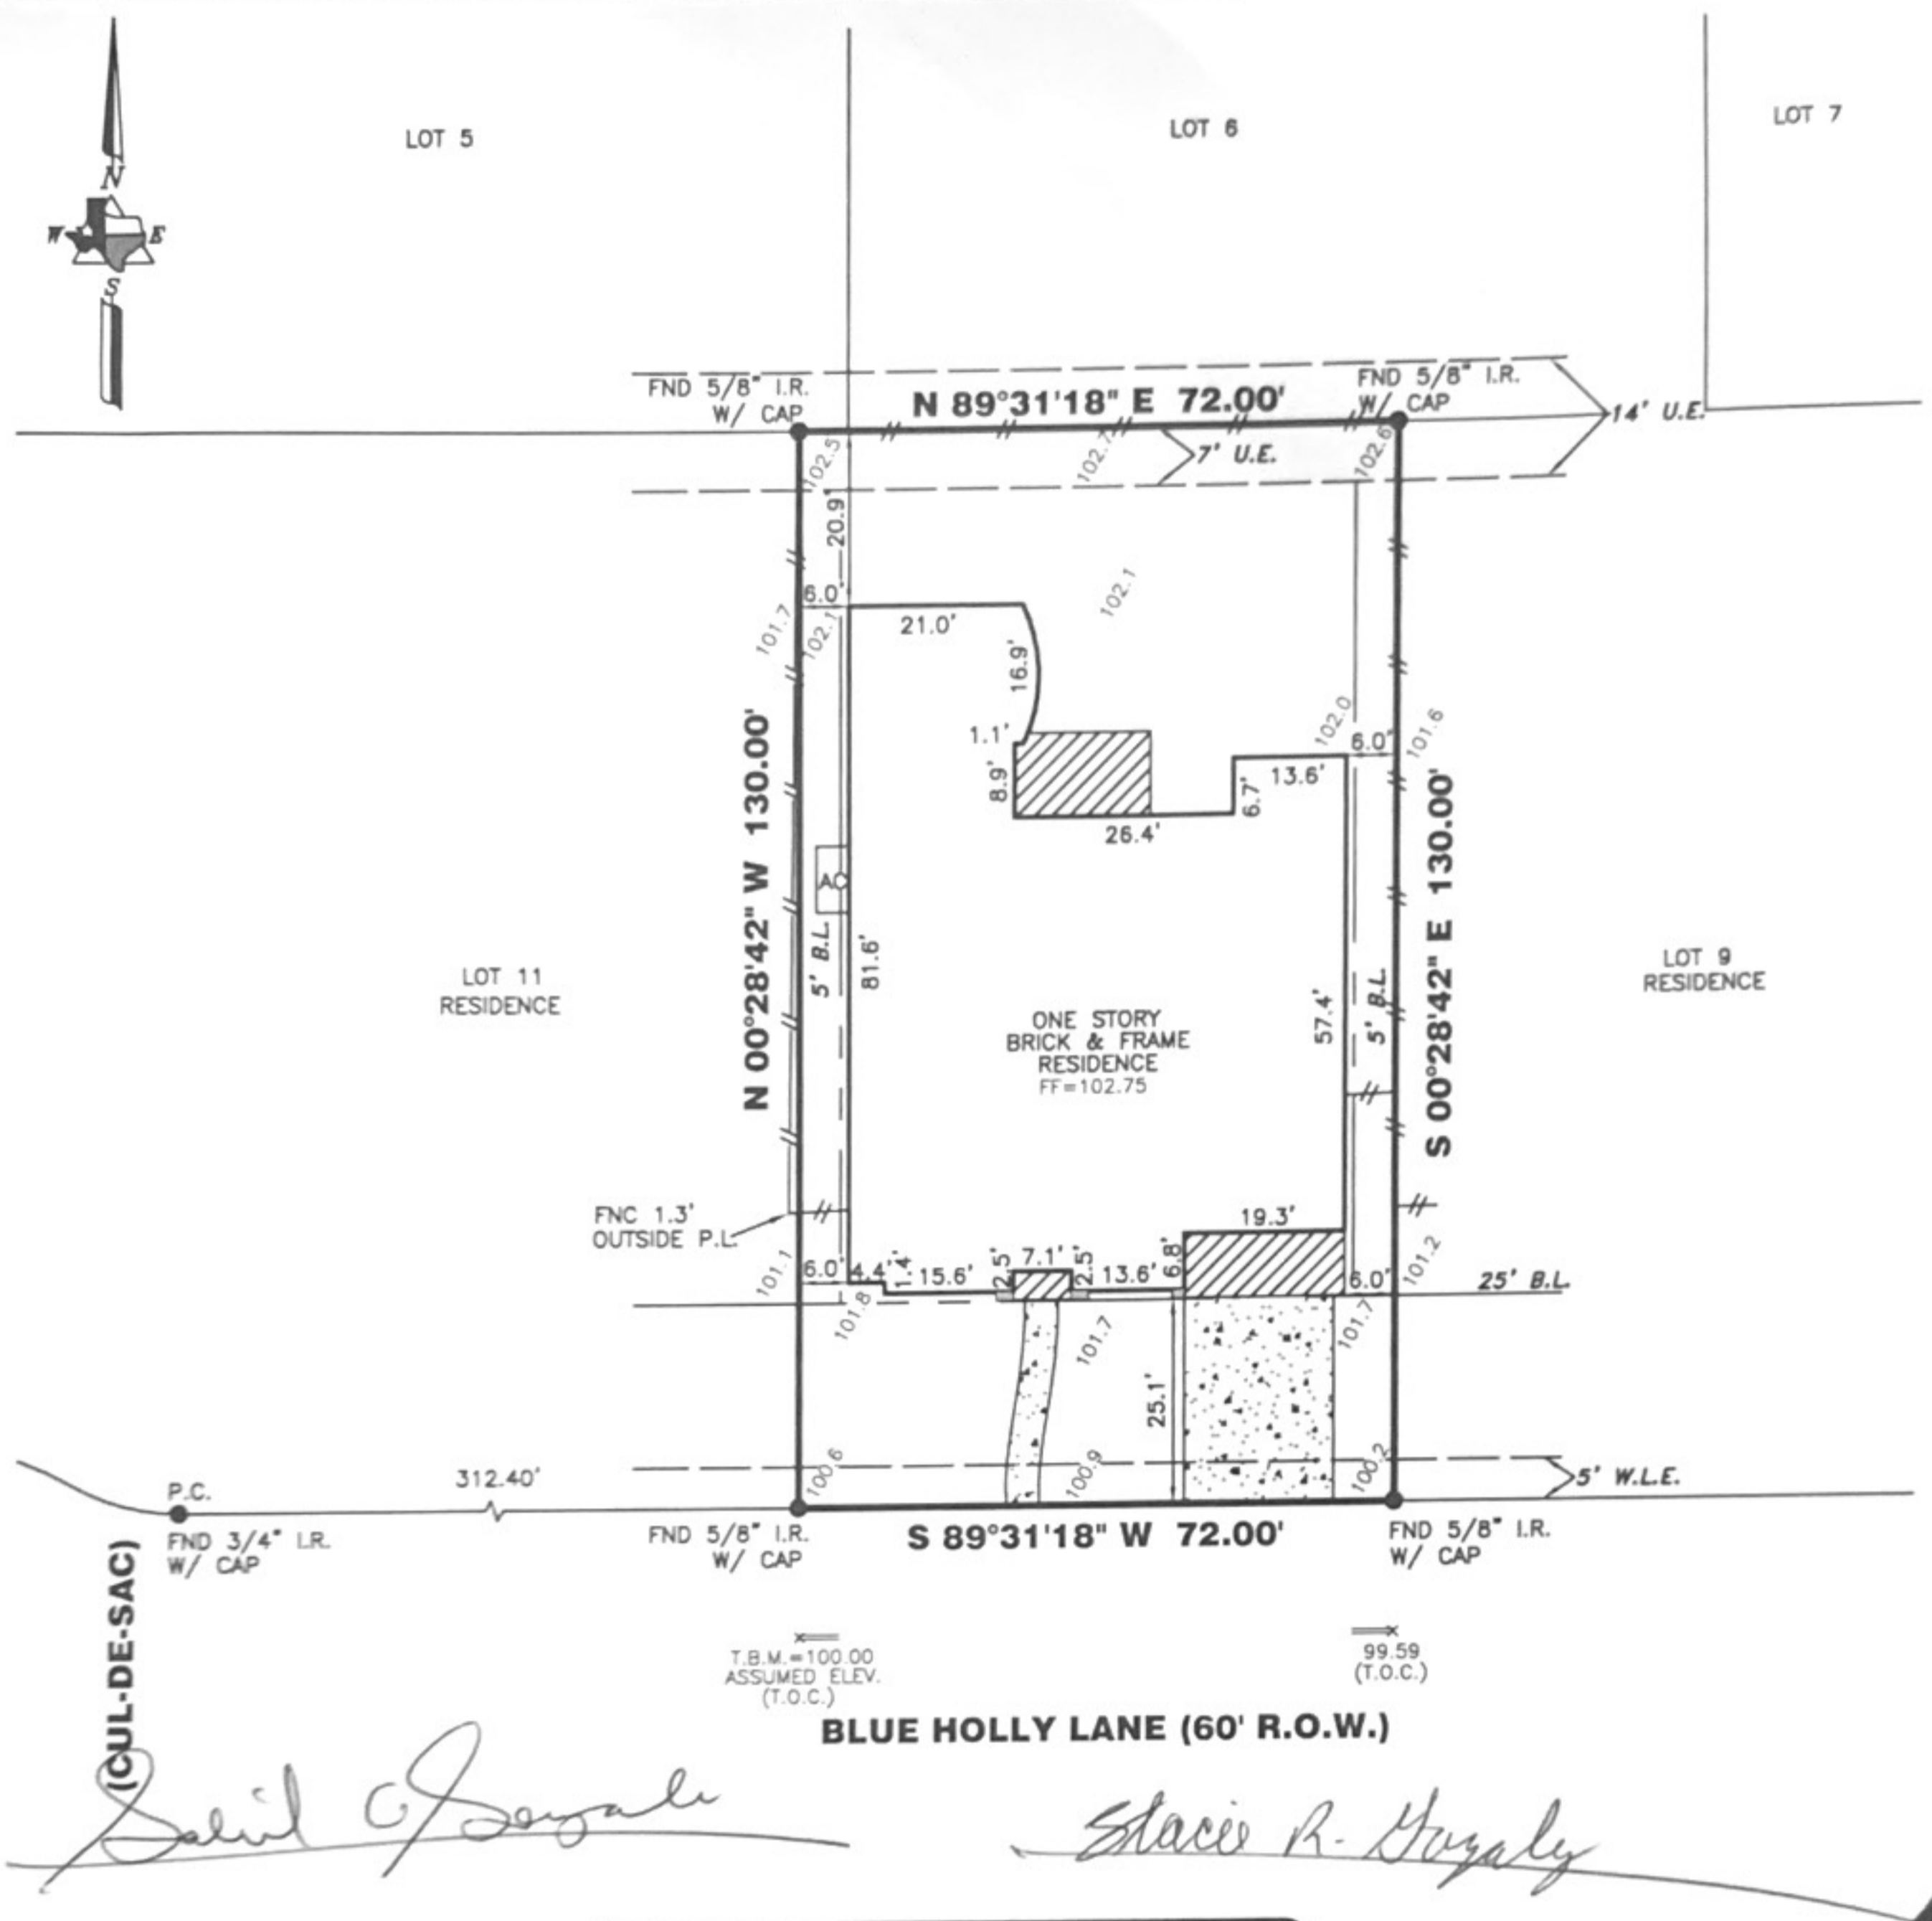 LOT 5
LOT 6
LOT 7
N
W E
S
FND 5/8" I.R.
W/ CAP
N 89°31'18" E 72.00'
FND 5/8" I.R.
W/ CAP
14' U.E.
7' U.E.
102.5
102.7
102.6
20.9'
6.0'
21.0'
102.1
101.7
102.1
16.9'
1.1'
8.9'
26.4'
6.7'
13.6'
102.0
6.0'
101.6
N 00°28'42" W 130.00'
S 00°28'42" E 130.00'
AC
5' B.L.
81.6'
57.4'
5' B.L.
LOT 11
RESIDENCE
LOT 9
RESIDENCE
ONE STORY
BRICK & FRAME
RESIDENCE
FF=102.75
FNC 1.3'
OUTSIDE P.L.
19.3'
101.1
6.0'
4.4'
1.4'
15.6'
2.5'
7.1'
2.5'
13.6'
6.8'
6.0'
101.2
25' B.L.
101.8
101.7
101.7
25.1'
100.6
100.9
100.2
5' W.L.E.
P.C.
312.40'
FND 3/4" I.R.
W/ CAP
FND 5/8" I.R.
W/ CAP
S 89°31'18" W 72.00'
FND 5/8" I.R.
W/ CAP
(CUL-DE-SAC)
T.B.M.=100.00
ASSUMED ELEV.
(T.O.C.)
99.59
(T.O.C.)
BLUE HOLLY LANE (60' R.O.W.)
Stacie R.